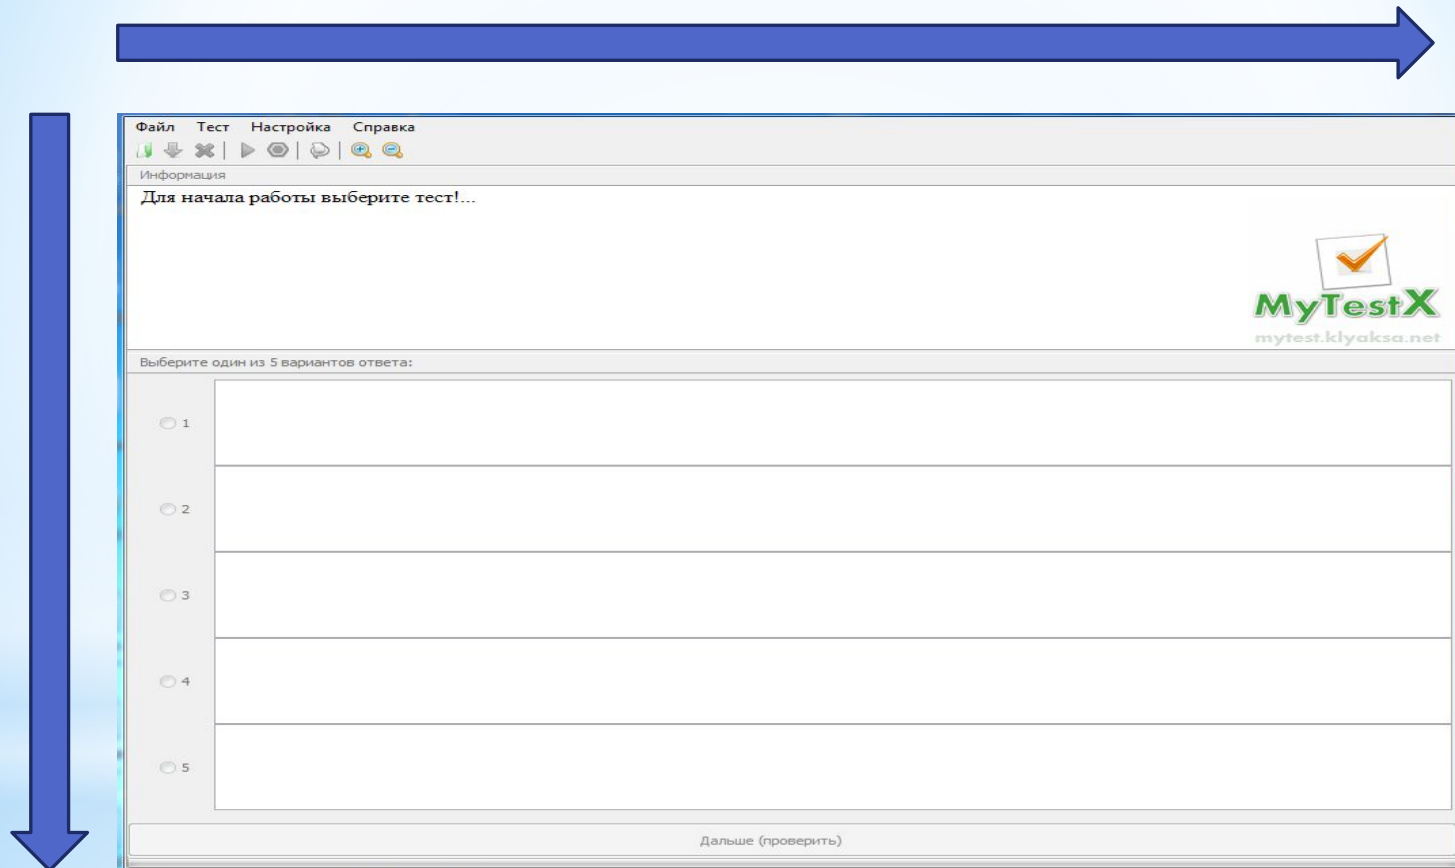 Файл Тест Настройка Справка
Информация
Для начала работы выберите тест!...
MyTestX
mytest.klyaksa.net
Выберите один из 5 вариантов ответа:
1
2
3
4
5
Дальше (проверить)